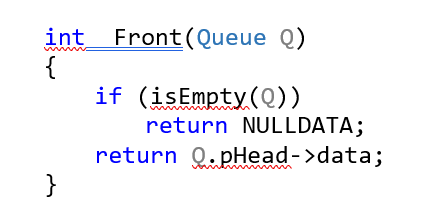 int  Front(Queue Q)
{
    if (isEmpty(Q))
        return NULLDATA;
    return Q.pHead->data;
}